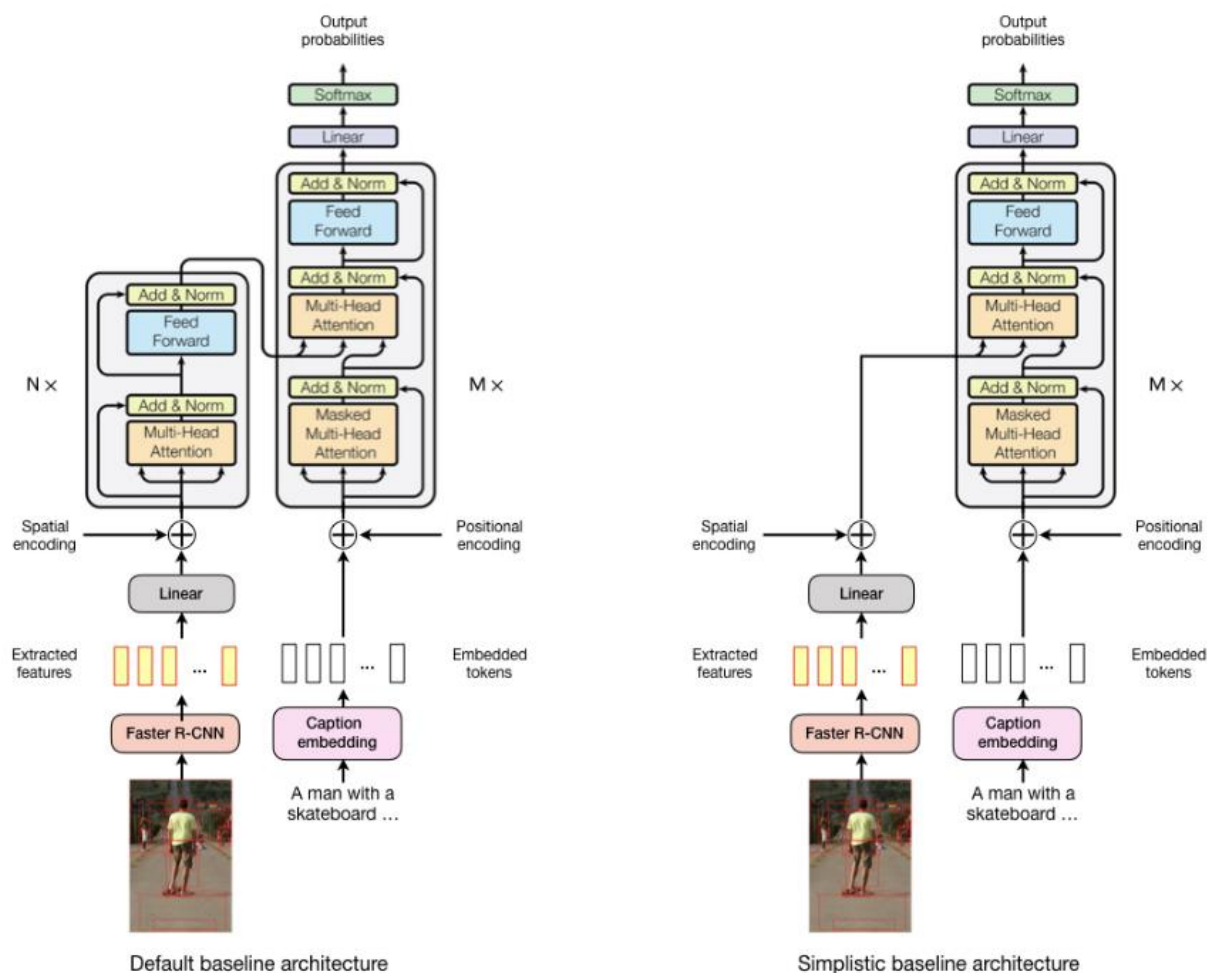 Output
probabilities
Softmax
Linear
Add & Norm
Feed
Forward
Add & Norm
Multi-Head
Attention
Add & Norm
Masked
Multi-Head
Attention
M ×
Add & Norm
Feed
Forward
N ×
Add & Norm
Multi-Head
Attention
Spatial
encoding
Positional
encoding
Linear
Extracted
features
...
...
Embedded
tokens
Faster R-CNN
Caption
embedding
A man with a
skateboard ...
Default baseline architecture
Output
probabilities
Softmax
Linear
Add & Norm
Feed
Forward
Add & Norm
Multi-Head
Attention
Add & Norm
Masked
Multi-Head
Attention
M ×
Spatial
encoding
Positional
encoding
Linear
Extracted
features
...
...
Embedded
tokens
Faster R-CNN
Caption
embedding
A man with a
skateboard ...
Simplistic baseline architecture